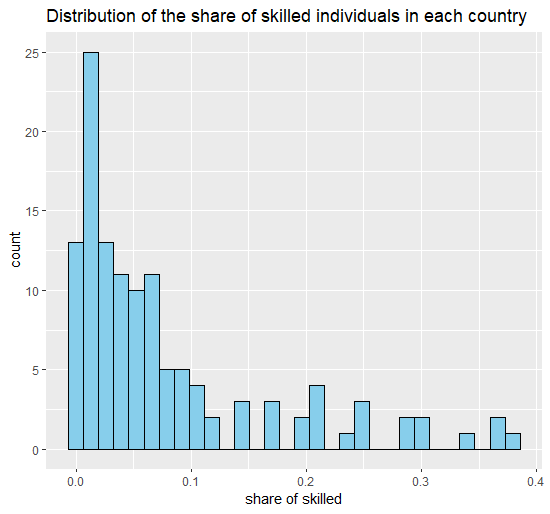 Distribution of the share of skilled individuals in each country
25
20
15
10
5
0
count
0.0 0.1 0.2 0.3 0.4
share of skilled